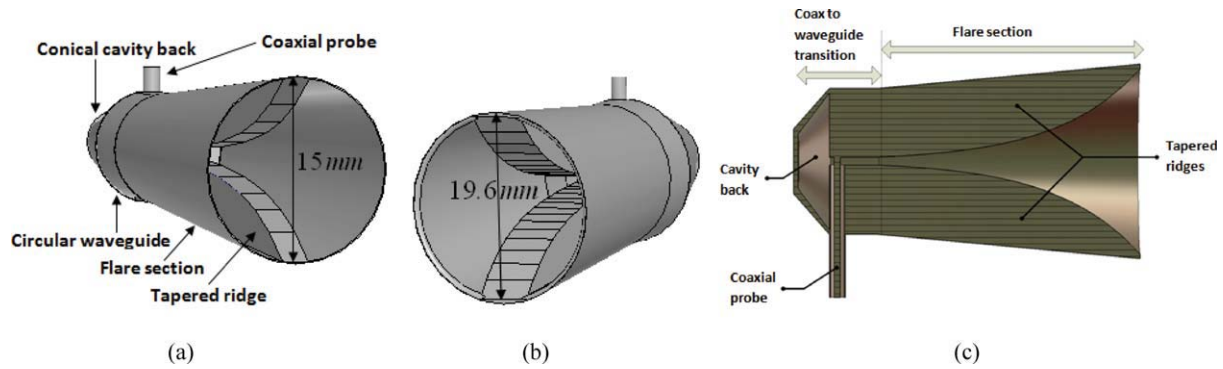 Conical cavity back
Coaxial probe
15mm
Circular waveguide
Flare section
Tapered ridge
(a)
19.6mm
(b)
Coax to
waveguide
transition
Flare section
Cavity
back
Tapered
ridges
Coaxial
probe
(c)